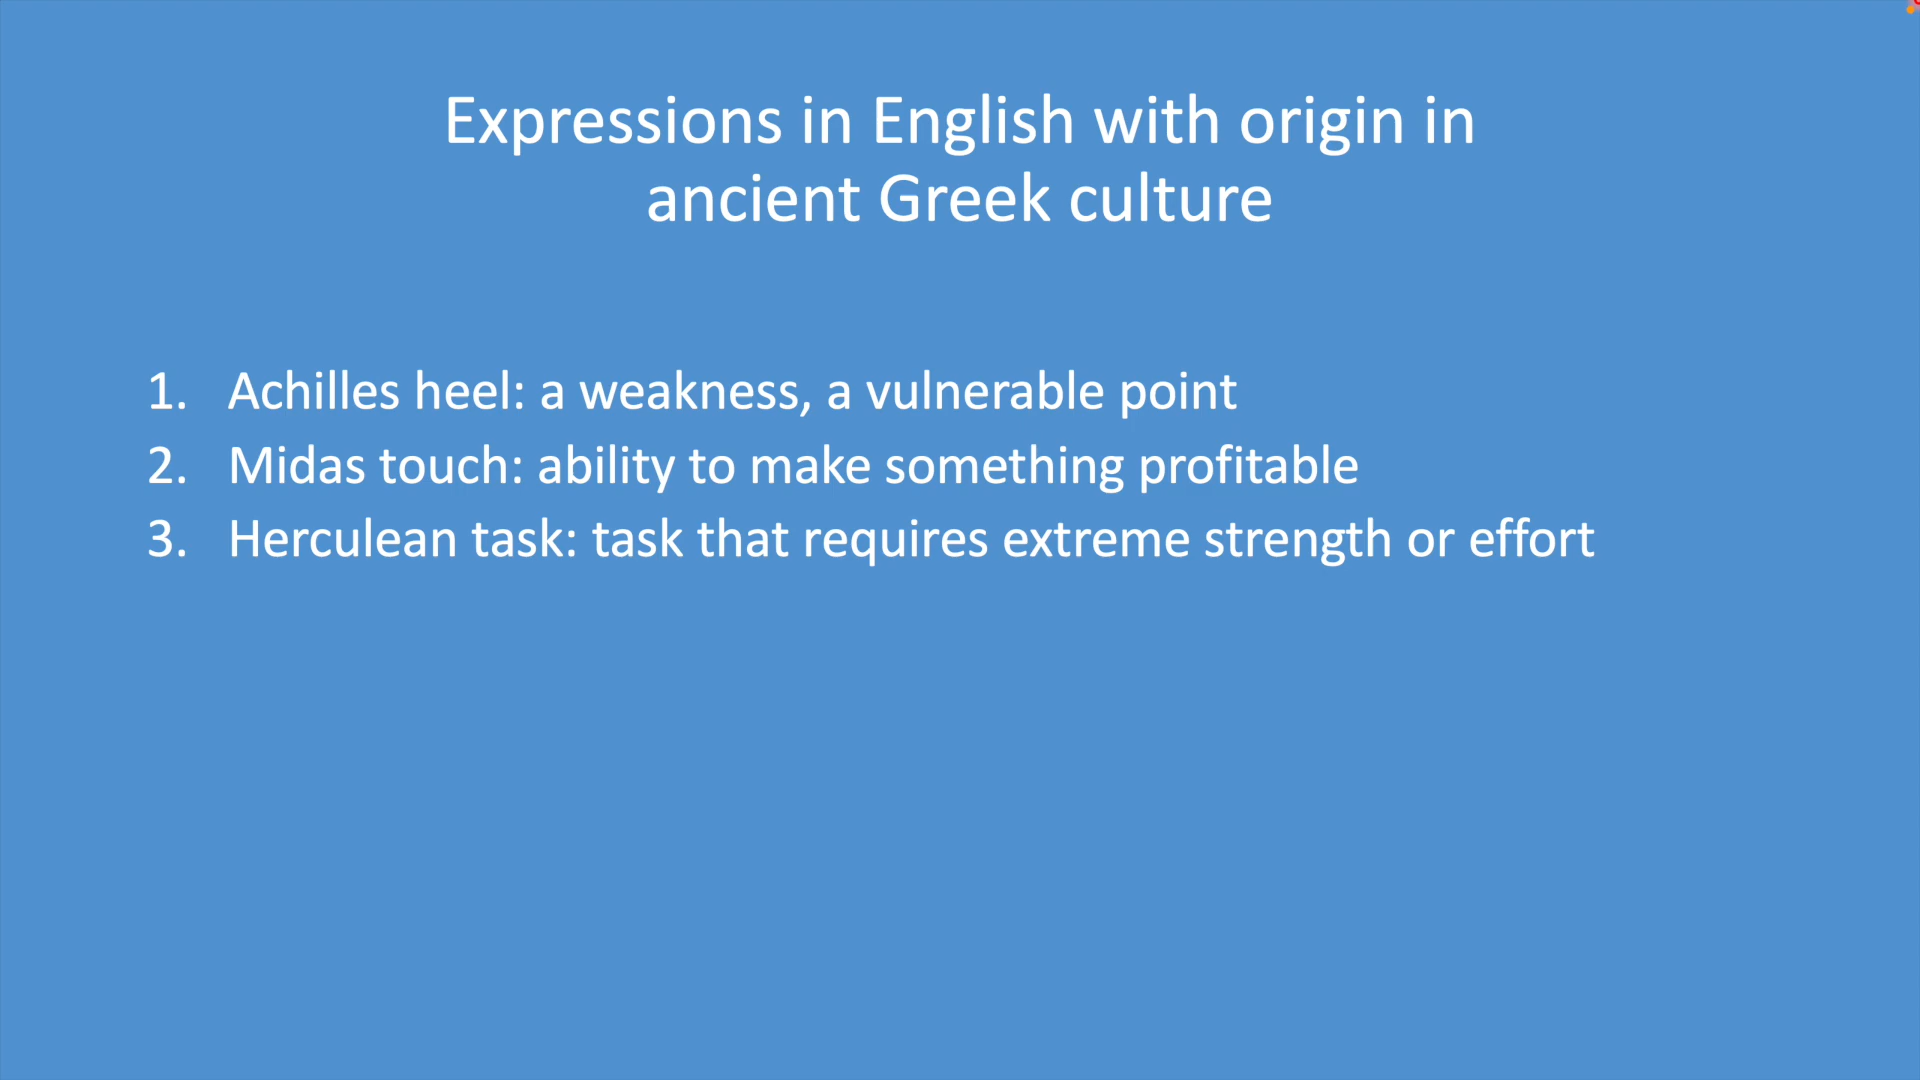 Expressions in English with origin in
ancient Greek culture
1. Achilles heel: a weakness, a vulnerable point
2. Midas touch: ability to make something profitable
3. Herculean task: task that requires extreme strength or effort